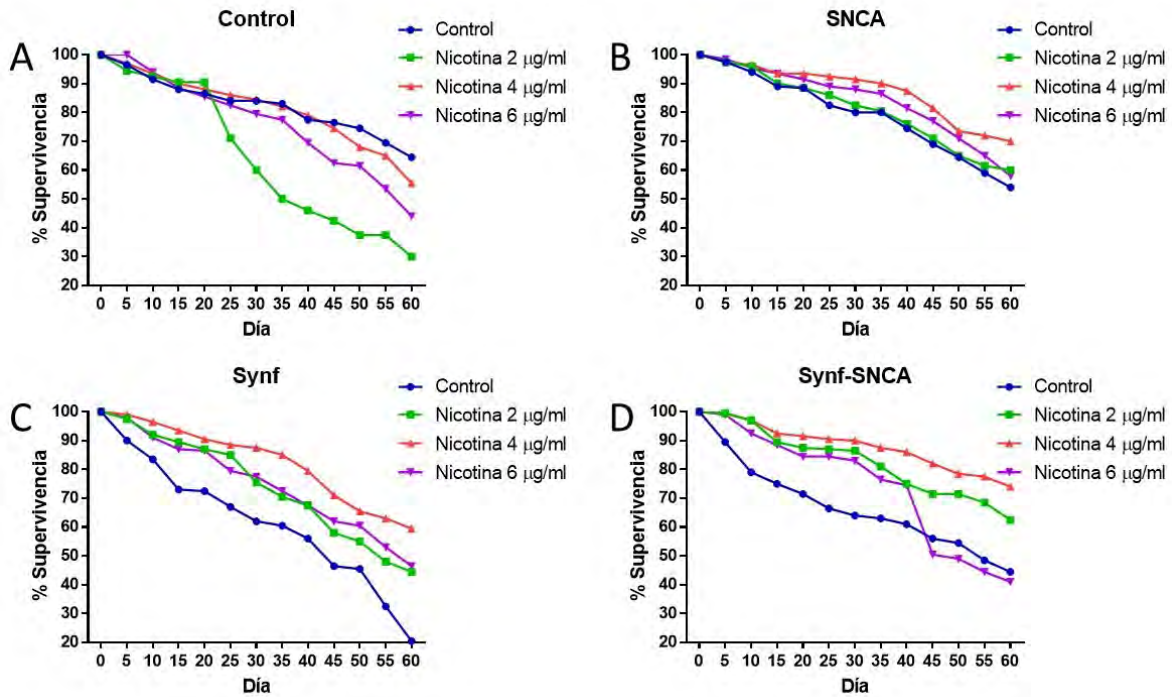 A
Control
Control
Nicotina 2 μg/ml
Nicotina 4 μg/ml
Nicotina 6 μg/ml
% Supervivencia
100
90
80
70
60
50
40
30
20
0 5 10 15 20 25 30 35 40 45 50 55 60
Día
B
SNCA
Control
Nicotina 2 μg/ml
Nicotina 4 μg/ml
Nicotina 6 μg/ml
% Supervivencia
100
90
80
70
60
50
40
30
20
0 5 10 15 20 25 30 35 40 45 50 55 60
Día
C
Synf
Control
Nicotina 2 μg/ml
Nicotina 4 μg/ml
Nicotina 6 μg/ml
% Supervivencia
100
90
80
70
60
50
40
30
20
0 5 10 15 20 25 30 35 40 45 50 55 60
Día
D
Synf-SNCA
Control
Nicotina 2 μg/ml
Nicotina 4 μg/ml
Nicotina 6 μg/ml
% Supervivencia
100
90
80
70
60
50
40
30
20
0 5 10 15 20 25 30 35 40 45 50 55 60
Día